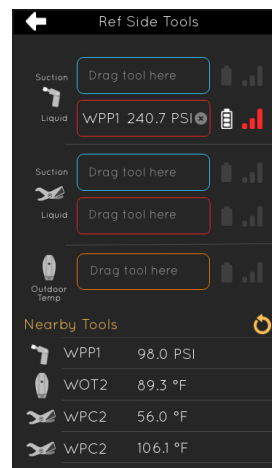 Ref Side Tools
Suction
Drag tool here
Liquid
WPP1 240.7 PSI
Suction
Drag tool here
Liquid
Drag tool here
Drag tool here
Outdoor
Temp
Nearby Tools
WPP1 98.0 PSI
WOT2 89.3 °F
WPC2 56.0 °F
WPC2 106.1 °F